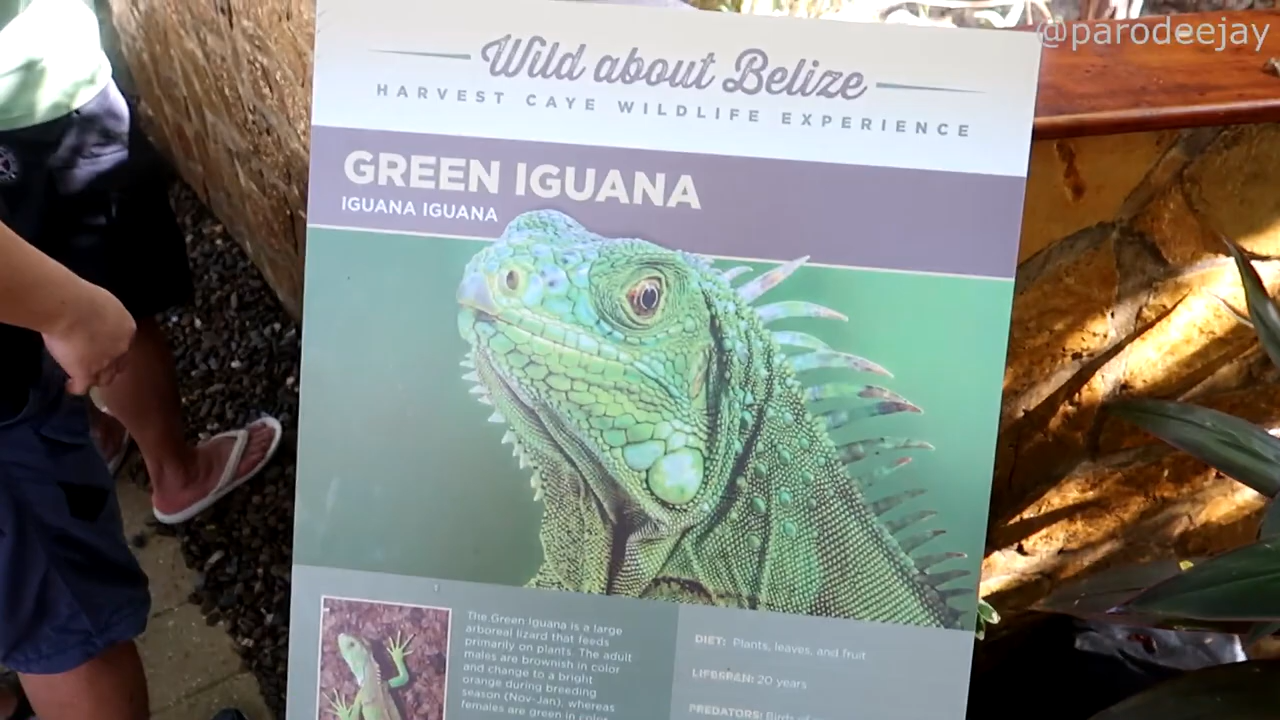 @parodeejay
Wild about Belize
HARVEST CAYE WILDLIFE EXPERIENCE
GREEN IGUANA
IGUANA IGUANA
The Green Iguana is a large
arboreal lizard that feeds
primarily on plants. The adult
males are brownish in color
and change to a bright
orange during breeding
season (Nov-Jan), whereas
females are green in color
DIET: Plants, leaves, and fruit
LIFESPAN: 20 years
PREDATORS: Birds of